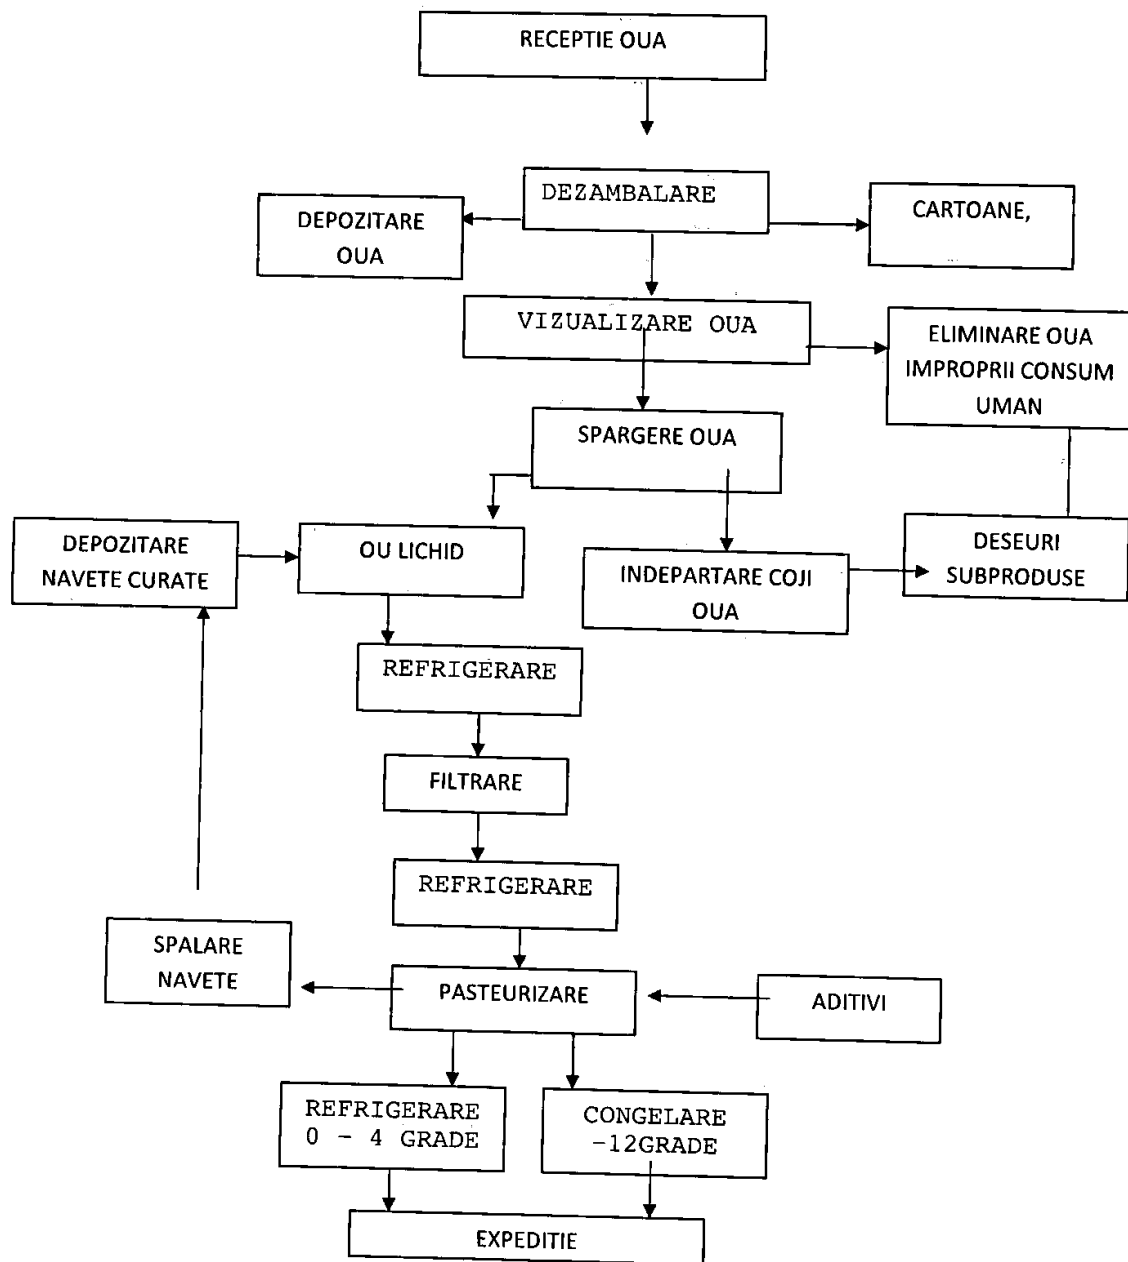 RECEPTIE OUA
DEZAMBALARE
DEPOZITARE
OUA
CARTOANE,
VIZUALIZARE OUA
ELIMINARE OUA
IMPROPRII CONSUM
UMAN
SPARGERE OUA
DEPOZITARE
NAVETE CURATE
OU LICHID
INDEPARTARE COJI
OUA
DESEURI
SUBPRODUSE
REFRIGERARE
FILTRARE
REFRIGERARE
SPALARE
NAVETE
PASTEURIZARE
ADITIVI
REFRIGERARE
0 - 4 GRADE
CONGELARE
-12GRADE
EXPEDITIE